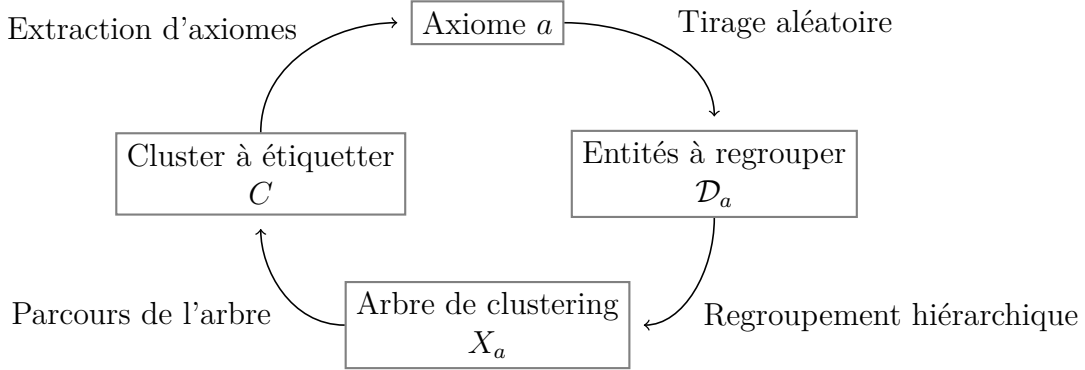 Extraction d'axiomes
Axiome a
Tirage aléatoire
Cluster à étiquetter
C
Entités à regrouper
𝒟ₐ
Parcours de l'arbre
Arbre de clustering
Xₐ
Regroupement hiérarchique